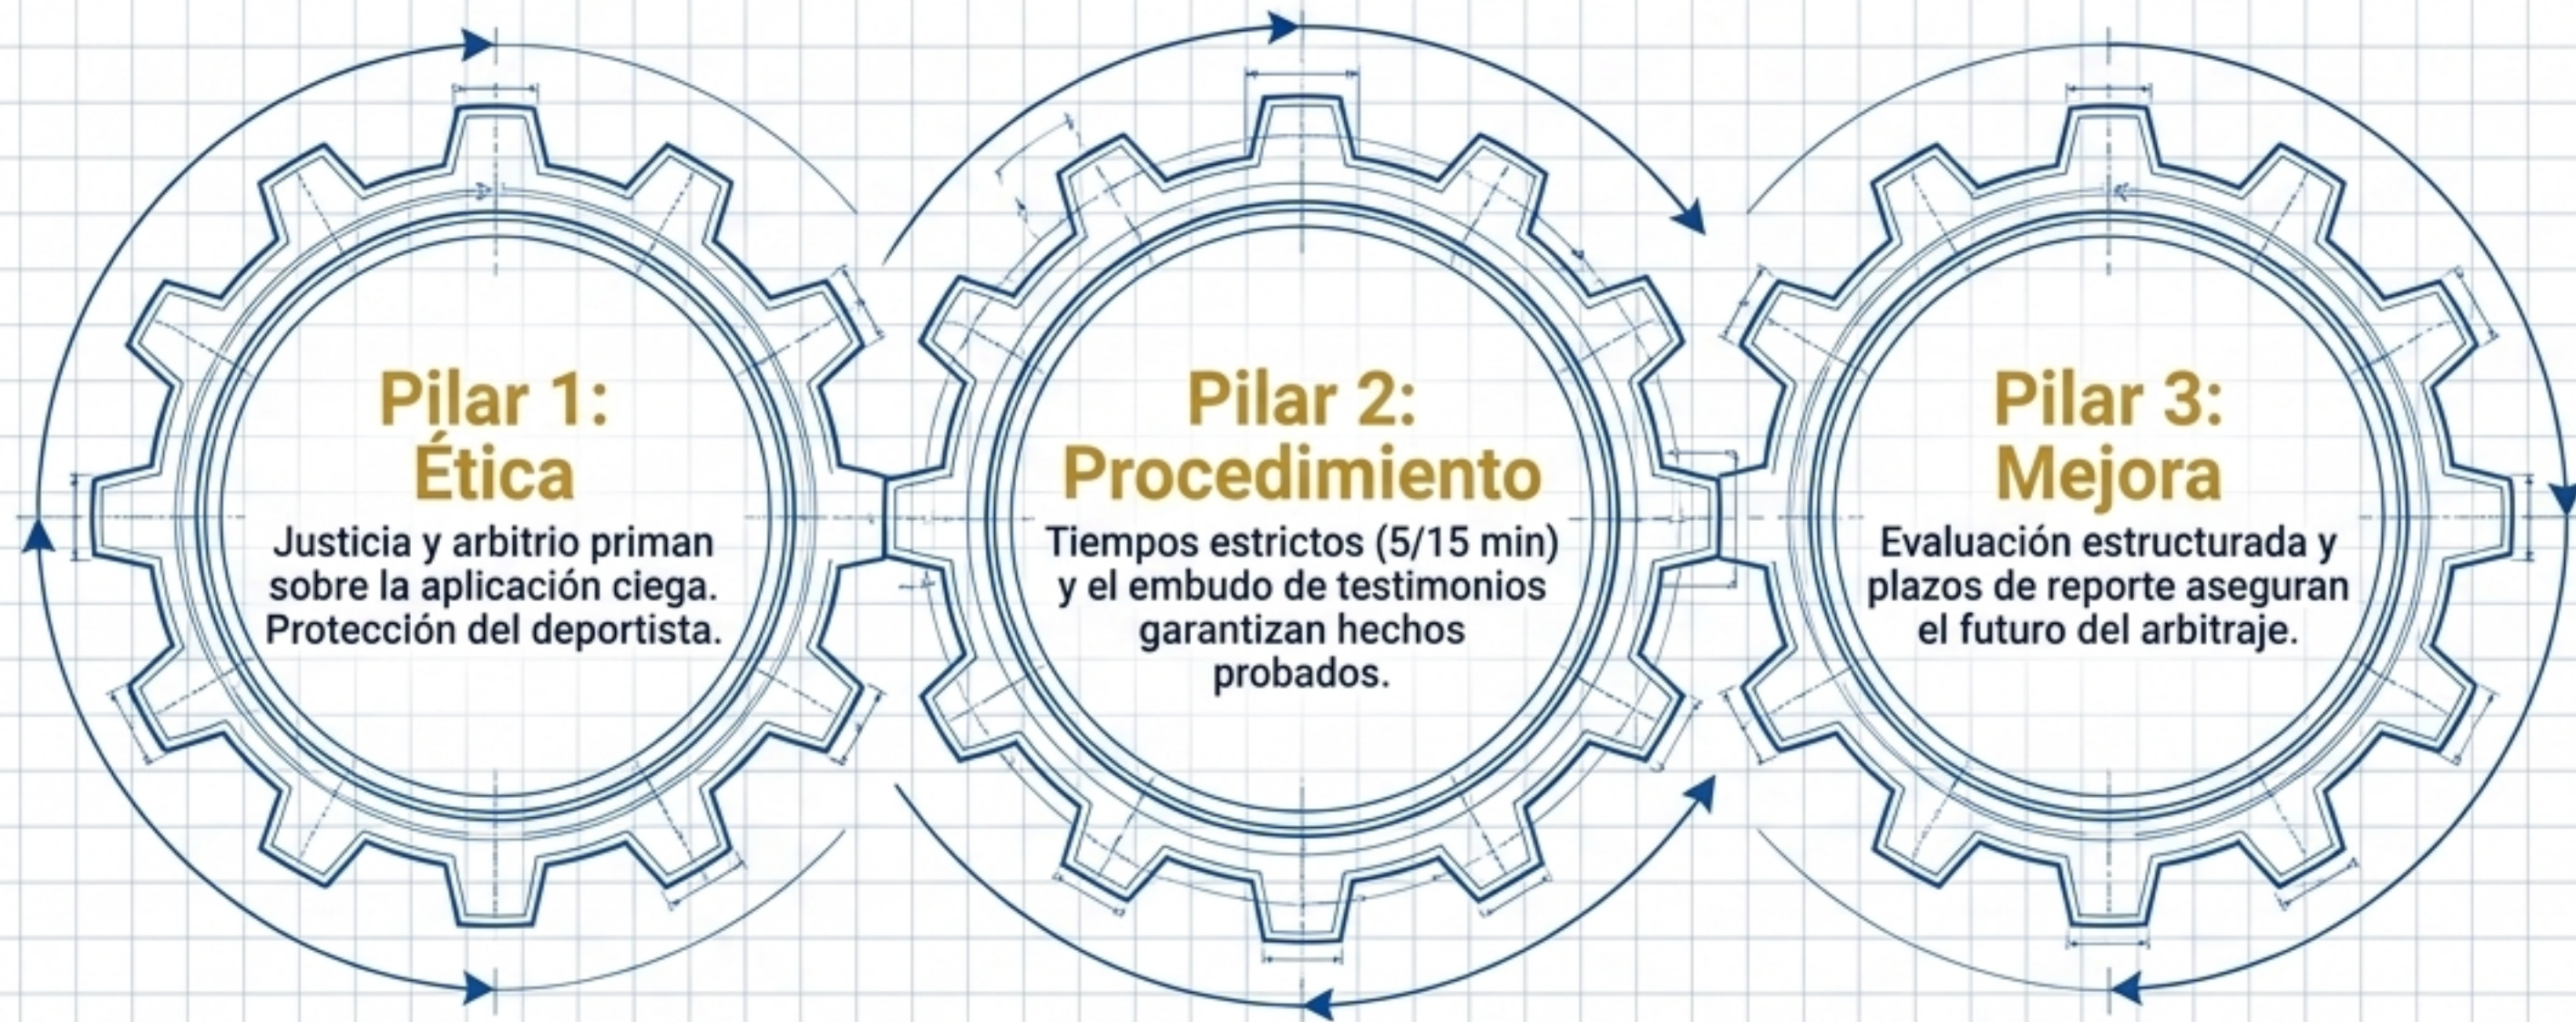 Pilar 1:
Ética
Justicia y arbitrio priman
sobre la aplicación ciega.
Protección del deportista.
Pilar 2:
Procedimiento
Tiempos estrictos (5/15 min)
y el embudo de testimonios
garantizan hechos
probados.
Pilar 3:
Mejora
Evaluación estructurada y
plazos de reporte aseguran
el futuro del arbitraje.